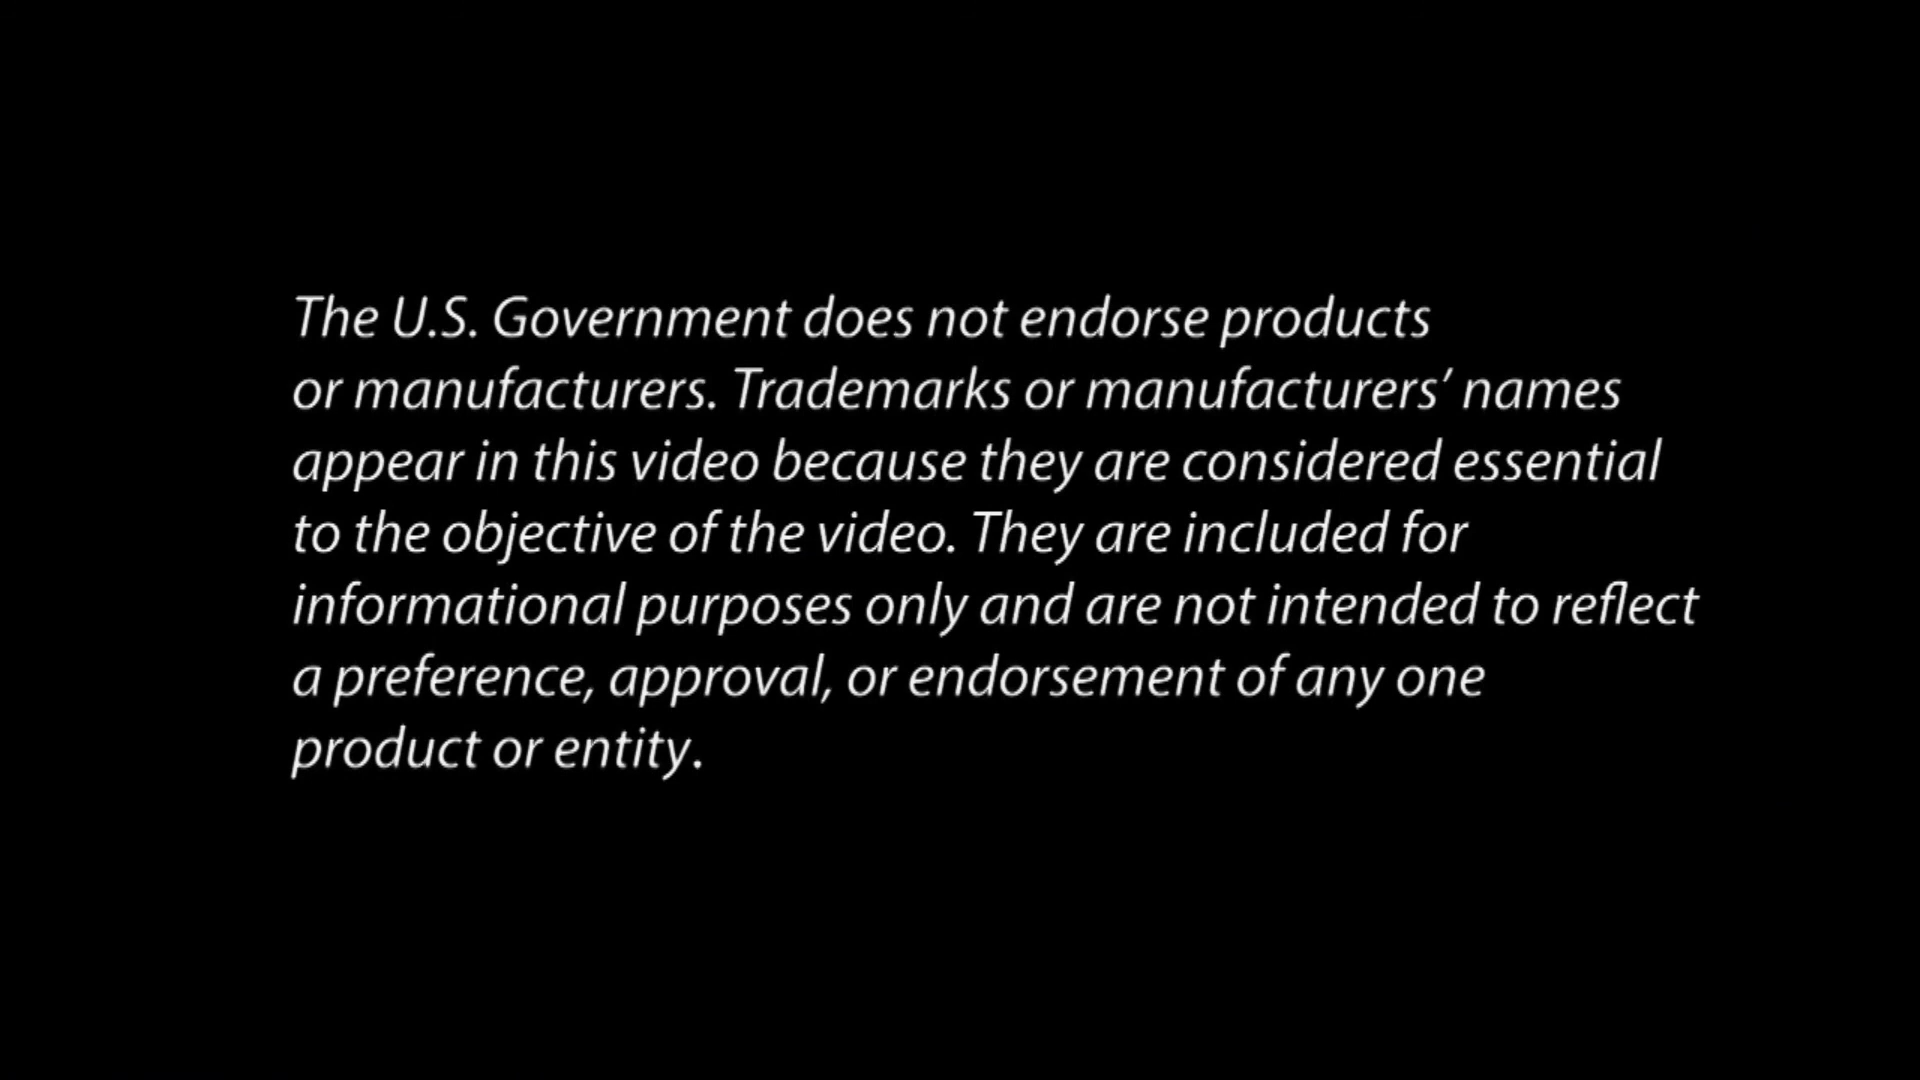 The U.S. Government does not endorse products
or manufacturers. Trademarks or manufacturers’ names
appear in this video because they are considered essential
to the objective of the video. They are included for
informational purposes only and are not intended to reflect
a preference, approval, or endorsement of any one
product or entity.